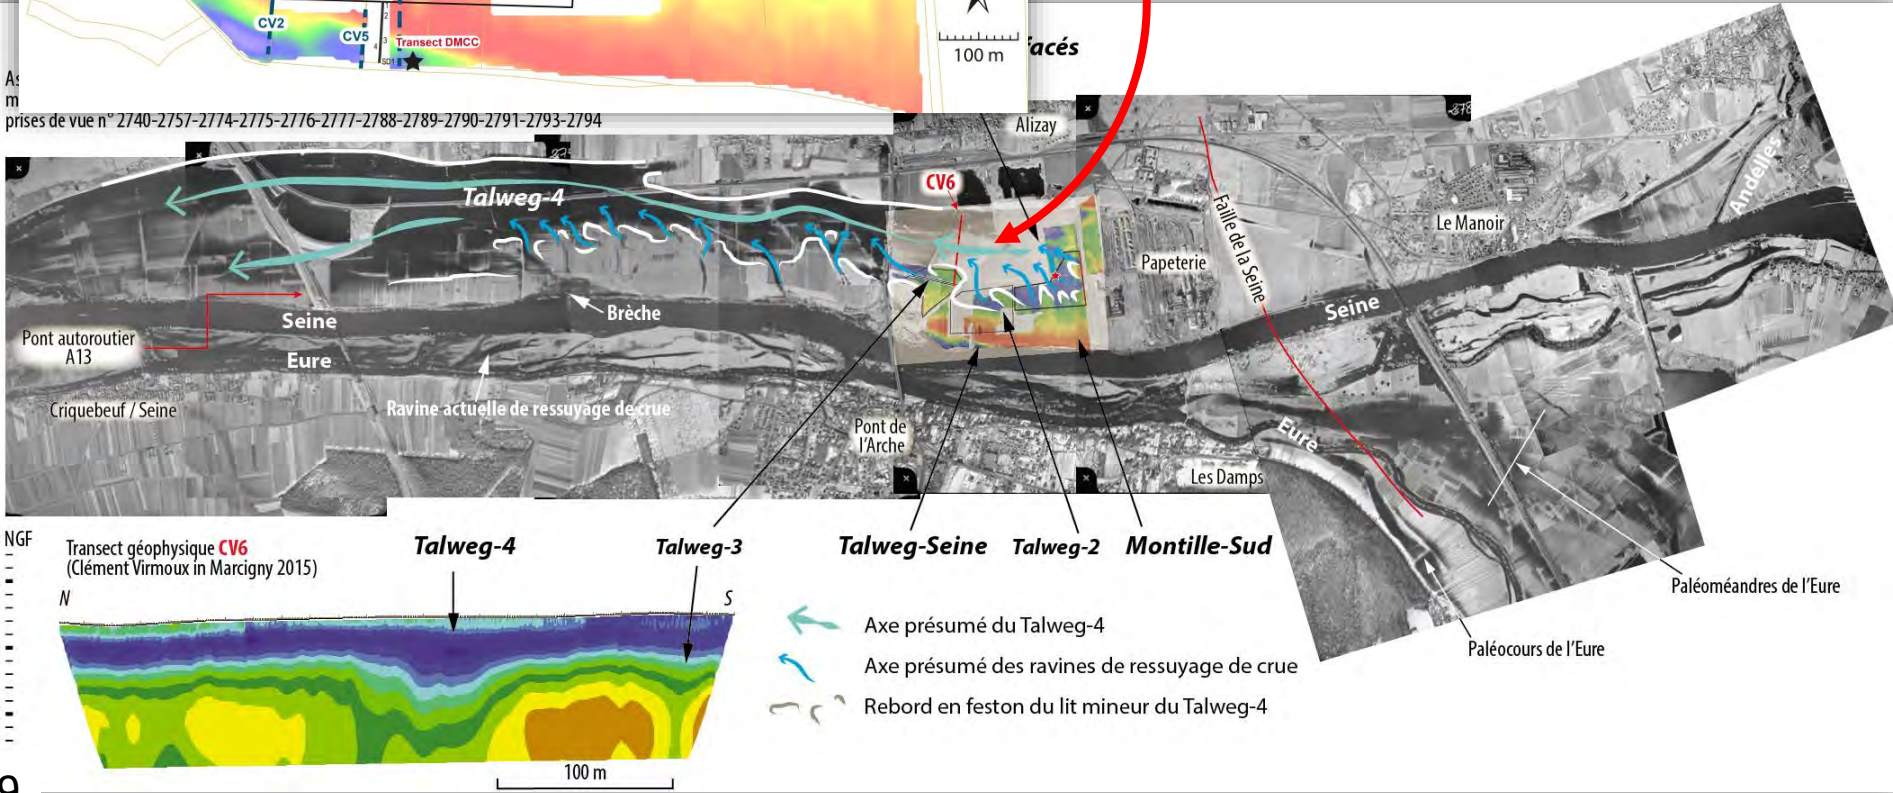 CV2
CV5
Transect DMCC
100 m
facés
prises de vue n° 2740-2757-2774-2775-2776-2777-2788-2789-2790-2791-2793-2794
Alizay
CV6
Talweg-4
Andelles
Le Manoir
Faille de la Seine
Papeterie
Seine
Brèche
Seine
Pont autoroutier
A13
Eure
Criquebeuf / Seine
Ravine actuelle de ressuyage de crue
Pont de
l'Arche
Eure
Les Damps
NGF
Transect géophysique CV6
(Clément Virmoux in Marcigny 2015)
Talweg-4
Talweg-3
Talweg-Seine
Talweg-2
Montille-Sud
Paléoméandres de l'Eure
Paléocours de l'Eure
N
S
Axe présumé du Talweg-4
Axe présumé des ravines de ressuyage de crue
Rebord en feston du lit mineur du Talweg-4
100 m